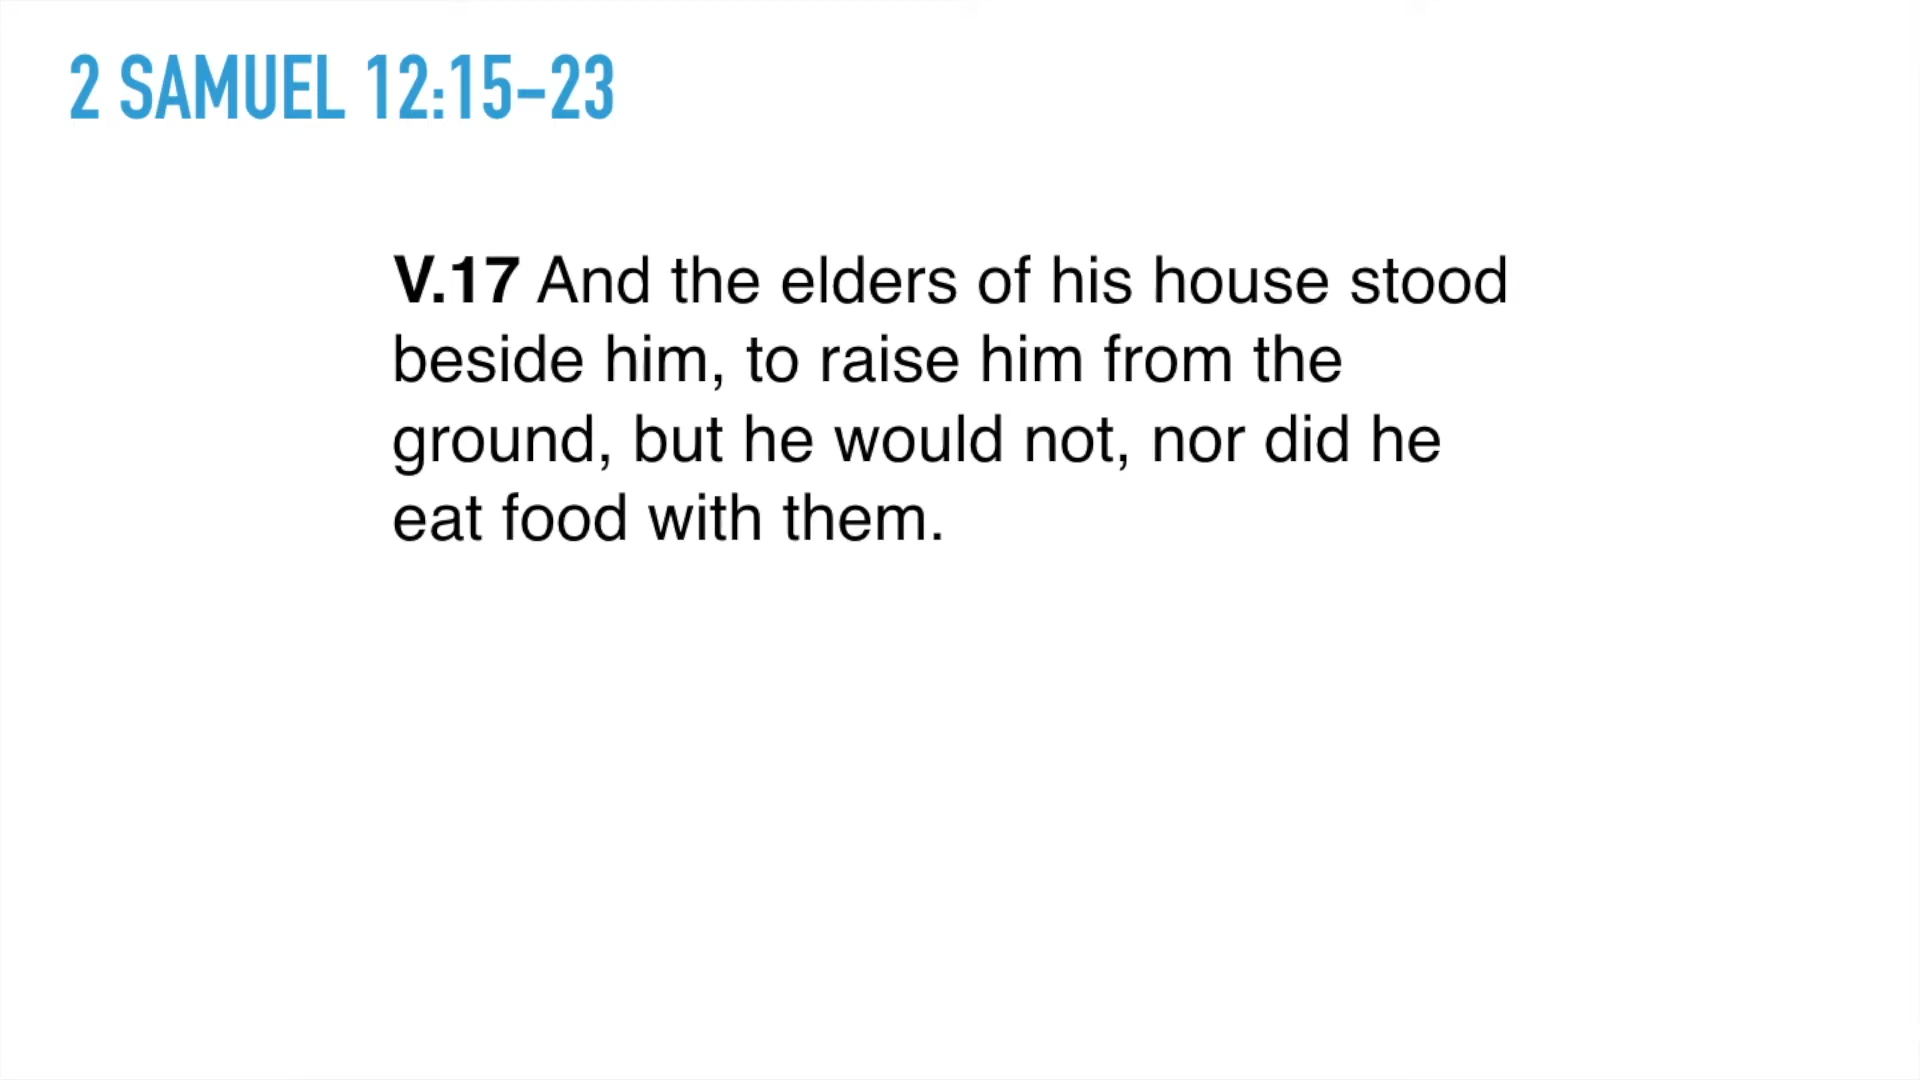 2 SAMUEL 12:15-23
V.17 And the elders of his house stood
beside him, to raise him from the
ground, but he would not, nor did he
eat food with them.